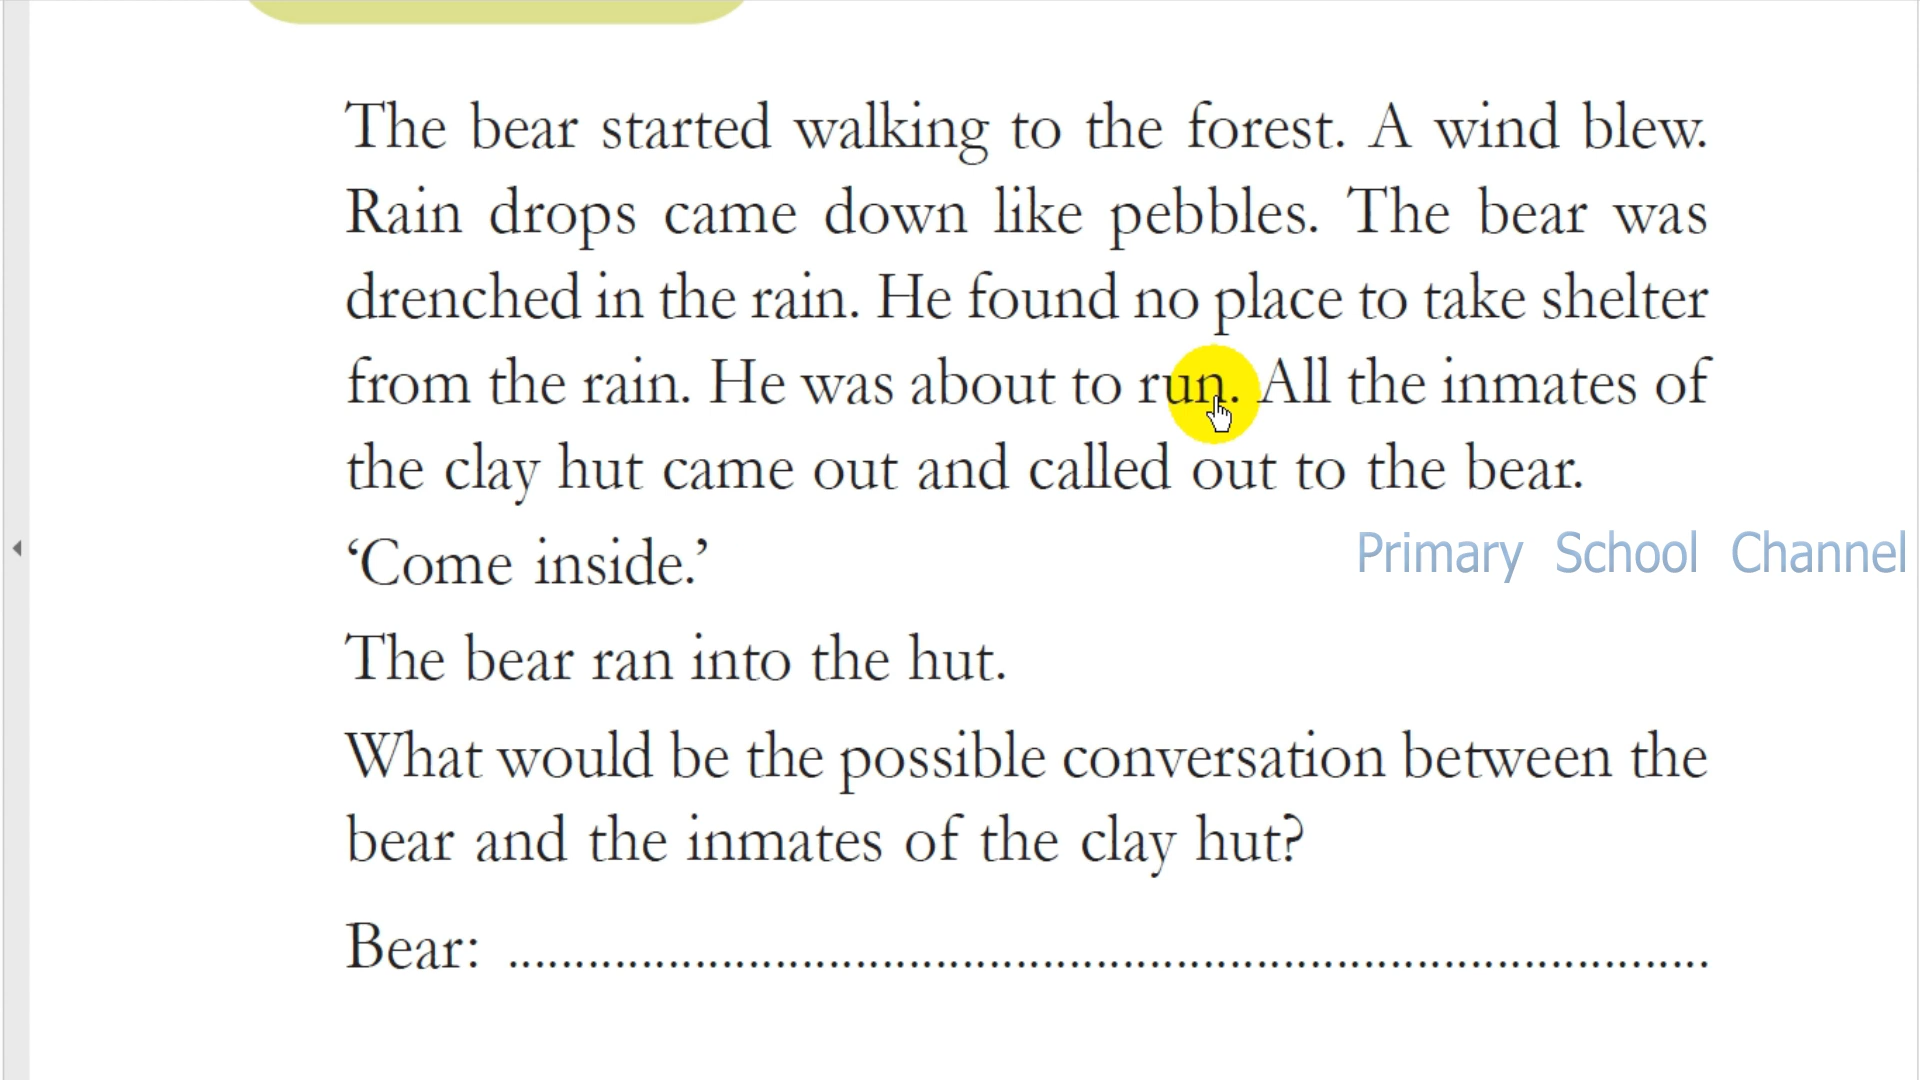 The bear started walking to the forest. A wind blew.
Rain drops came down like pebbles. The bear was
drenched in the rain. He found no place to take shelter
from the rain. He was about to run. All the inmates of
the clay hut came out and called out to the bear.
‘Come inside.’
Primary School Channel
The bear ran into the hut.
What would be the possible conversation between the
bear and the inmates of the clay hut?
Bear: ..........................................................................................